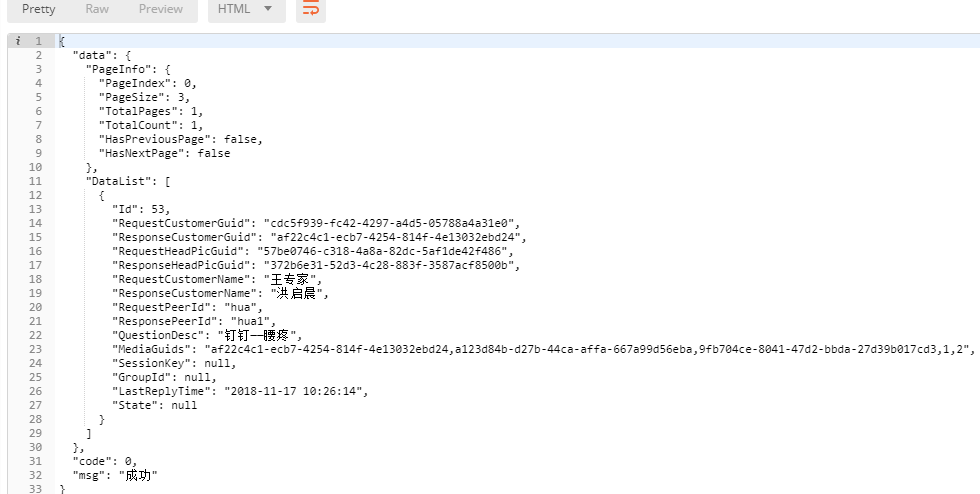 Pretty Raw Preview HTML
i 1 {
2 "data": {
3 "PageInfo": {
4 "PageIndex": 0,
5 "PageSize": 3,
6 "TotalPages": 1,
7 "TotalCount": 1,
8 "HasPreviousPage": false,
9 "HasNextPage": false
10 },
11 "DataList": [
12 {
13 "Id": 53,
14 "RequestCustomerGuid": "cdc5f939-fc42-4297-a4d5-05788a4a31e0",
15 "ResponseCustomerGuid": "af22c4c1-ecb7-4254-814f-4e13032ebd24",
16 "RequestHeadPicGuid": "57be0746-c318-4a8a-82dc-5af1de42f486",
17 "ResponseHeadPicGuid": "372b6e31-52d3-4c28-883f-3587acf8500b",
18 "RequestCustomerName": "王专家",
19 "ResponseCustomerName": "洪启晨",
20 "RequestPeerId": "hua",
21 "ResponsePeerId": "hua1",
22 "QuestionDesc": "钉钉——腰疼",
23 "MediaGuids": "af22c4c1-ecb7-4254-814f-4e13032ebd24,a123d84b-d27b-44ca-affa-667a99d56eba,9fb704ce-8041-47d2-bbda-27d39b017cd3,1,2",
24 "SessionKey": null,
25 "GroupId": null,
26 "LastReplyTime": "2018-11-17 10:26:14",
27 "State": null
28 }
29 ]
30 },
31 "code": 0,
32 "msg": "成功"
33 }